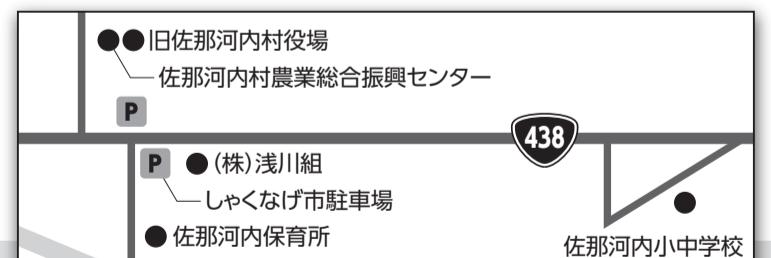 旧佐那河内村役場
佐那河内村農業総合振興センター
P
438
P
(株)浅川組
しゃくなげ市駐車場
佐那河内保育所
佐那河内小中学校